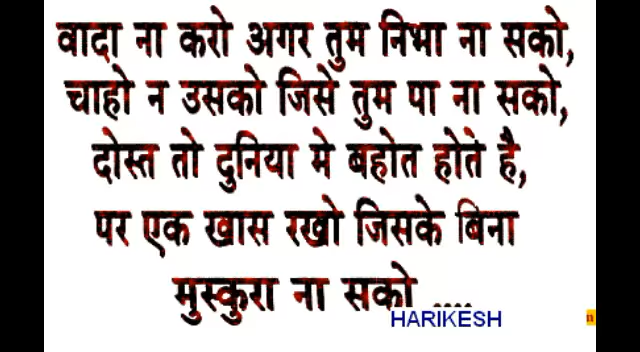 वादा ना करो अगर तुम निभा ना सको,
चाहो न उसको जिसे तुम पा ना सको,
दोस्त तो दुनिया मे बहोत होते है,
पर एक खास रखो जिसके बिना
मुस्कुरा ना सको ....
HARIKESH
n